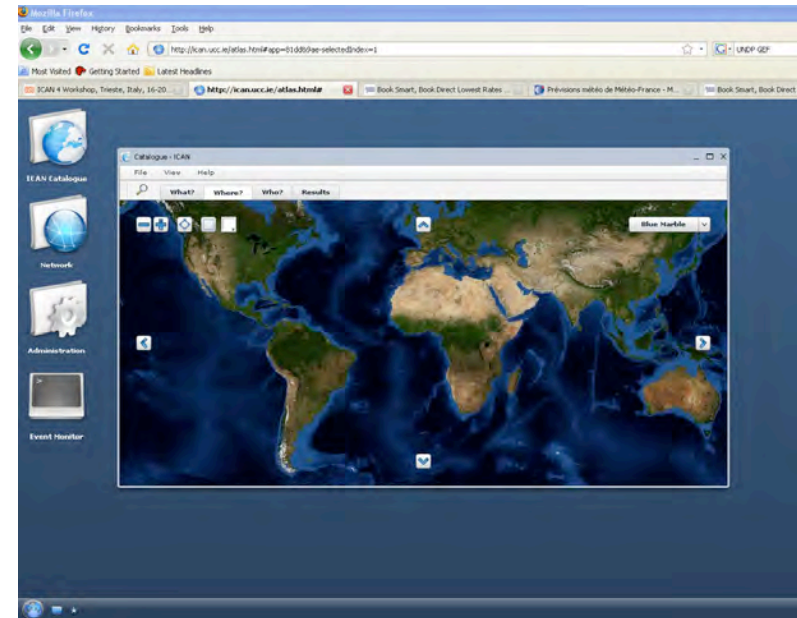 Mozilla Firefox
File Edit View History Bookmarks Tools Help
http://ican.ucc.ie/atlas.html#app=81dd&9ae-selectedIndex=1
UNDP GEF
Most Visited Getting Started Latest Headlines
ICAN 4 Workshop, Trieste, Italy, 16-20... http://ican.ucc.ie/atlas.html# Book Smart, Book Direct Lowest Rates ... Prévisions météo de Météo-France - M... Book Smart, Book Direct
ICAN Catalogue
Catalogue - ICAN
File View Help
What? Where? Who? Results
Blue Marble
Network
Administration
Event Monitor